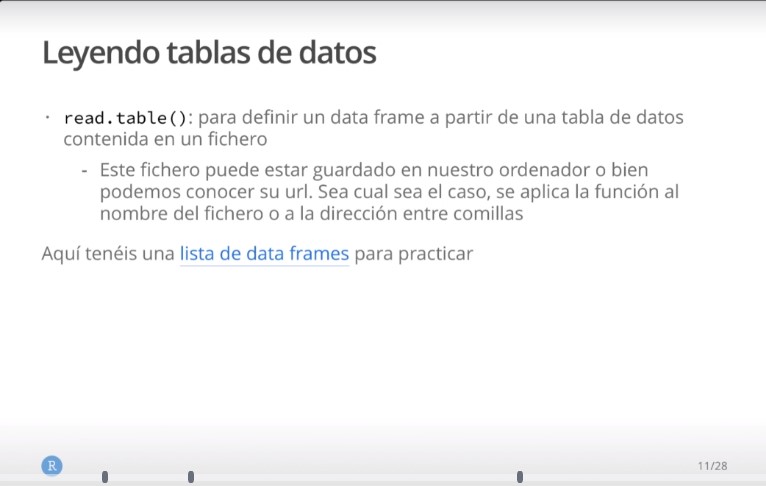 Leyendo tablas de datos
· read.table(): para definir un data frame a partir de una tabla de datos
contenida en un fichero
- Este fichero puede estar guardado en nuestro ordenador o bien
podemos conocer su url. Sea cual sea el caso, se aplica la función al
nombre del fichero o a la dirección entre comillas
Aquí tenéis una lista de data frames para practicar
R
11/28